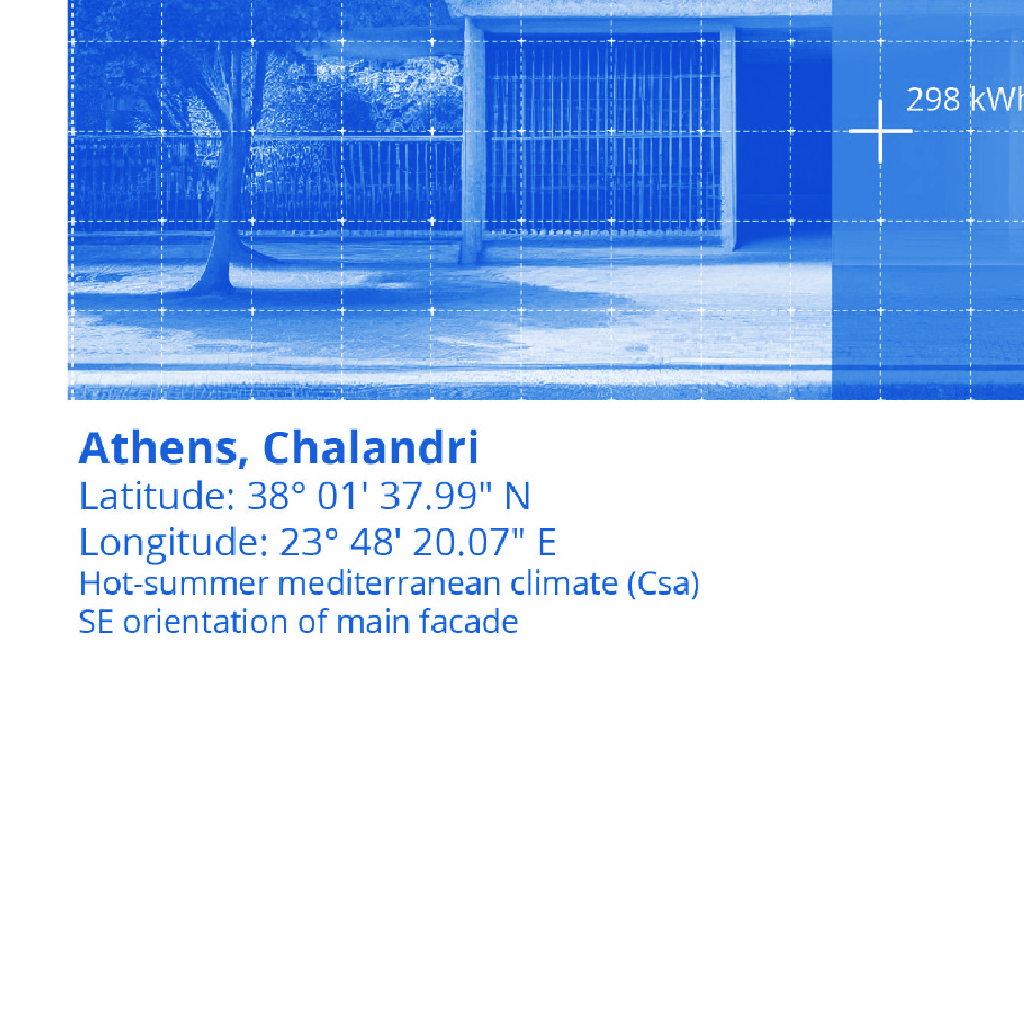 298 kWh
Athens, Chalandri
Latitude: 38° 01' 37.99" N
Longitude: 23° 48' 20.07" E
Hot-summer mediterranean climate (Csa)
SE orientation of main facade